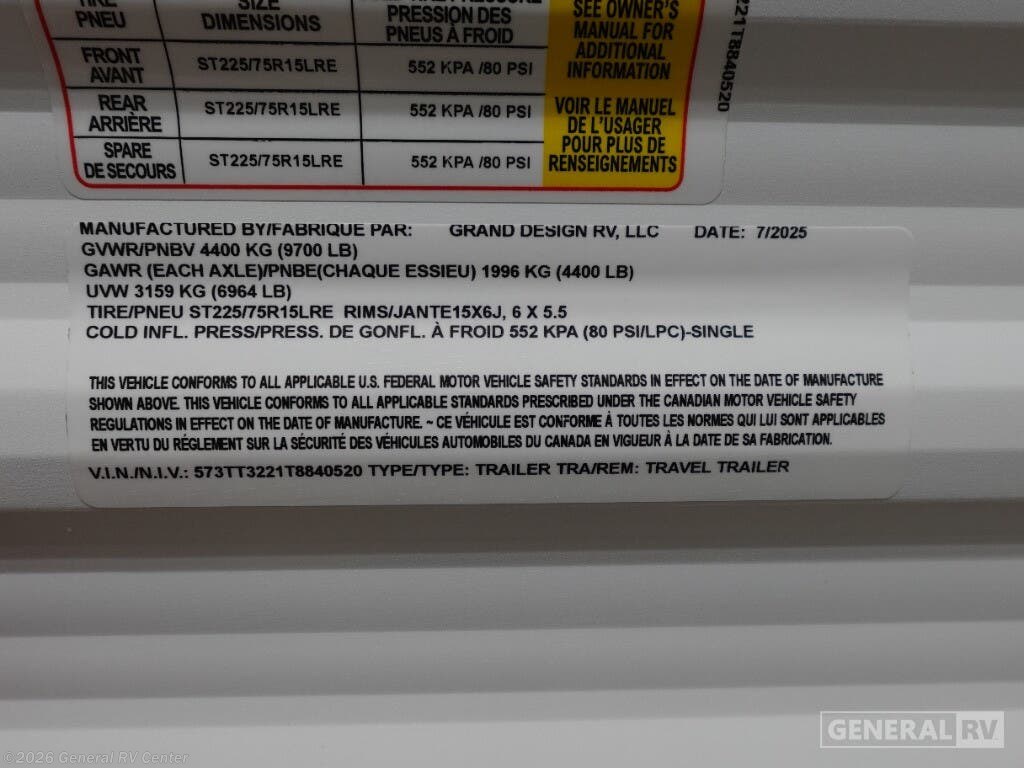 TIRE SIZE
PNEU DIMENSIONS PRESSION DES
PNEUS À FROID
FRONT
AVANT ST225/75R15LRE 552 KPA /80 PSI
REAR
ARRIÈRE ST225/75R15LRE 552 KPA /80 PSI
SPARE
DE SECOURS ST225/75R15LRE 552 KPA /80 PSI
SEE OWNER'S
MANUAL FOR
ADDITIONAL
INFORMATION
VOIR LE MANUEL
DE L'USAGER
POUR PLUS DE
RENSEIGNEMENTS
221T8840520
MANUFACTURED BY/FABRIQUE PAR: GRAND DESIGN RV, LLC DATE: 7/2025
GVWR/PNBV 4400 KG (9700 LB)
GAWR (EACH AXLE)/PNBE(CHAQUE ESSIEU) 1996 KG (4400 LB)
UVW 3159 KG (6964 LB)
TIRE/PNEU ST225/75R15LRE RIMS/JANTE15X6J, 6 X 5.5
COLD INFL. PRESS/PRESS. DE GONFL. À FROID 552 KPA (80 PSI/LPC)-SINGLE
THIS VEHICLE CONFORMS TO ALL APPLICABLE U.S. FEDERAL MOTOR VEHICLE SAFETY STANDARDS IN EFFECT ON THE DATE OF MANUFACTURE
SHOWN ABOVE. THIS VEHICLE CONFORMS TO ALL APPLICABLE STANDARDS PRESCRIBED UNDER THE CANADIAN MOTOR VEHICLE SAFETY
REGULATIONS IN EFFECT ON THE DATE OF MANUFACTURE. ~ CE VÉHICULE EST CONFORME À TOUTES LES NORMES QUI LUI SONT APPLICABLES
EN VERTU DU RÉGLEMENT SUR LA SÉCURITÉ DES VÉHICULES AUTOMOBILES DU CANADA EN VIGUEUR À LA DATE DE SA FABRICATION.
V.I.N./N.I.V.: 573TT3221T8840520 TYPE/TYPE: TRAILER TRA/REM: TRAVEL TRAILER
GENERAL RV
©2026 General RV Center